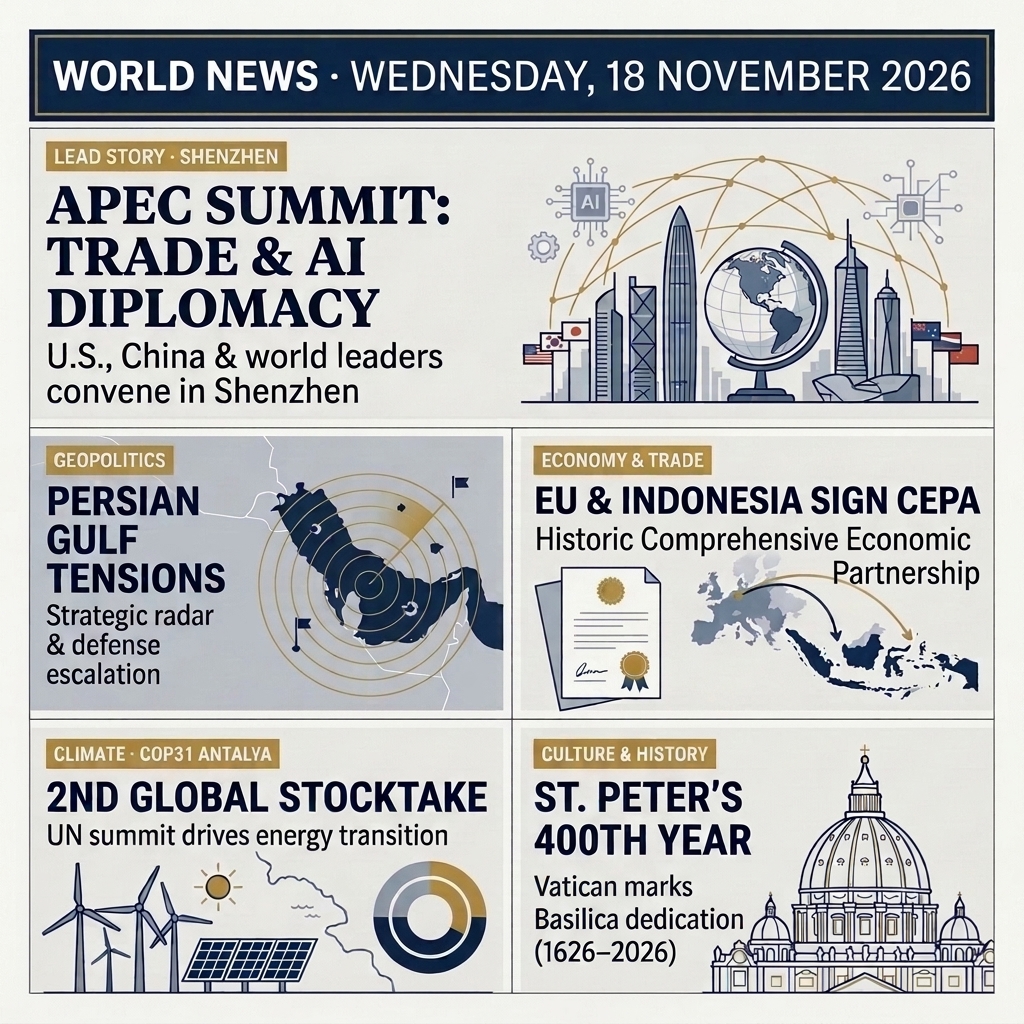 WORLD NEWS · WEDNESDAY, 18 NOVEMBER 2026
LEAD STORY · SHENZHEN
APEC SUMMIT:
TRADE & AI
DIPLOMACY
U.S., China & world leaders
convene in Shenzhen
AI
GEOPOLITICS
PERSIAN
GULF
TENSIONS
Strategic radar
& defense
escalation
ECONOMY & TRADE
EU & INDONESIA SIGN CEPA
Historic Comprehensive Economic
Partnership
CLIMATE · COP31 ANTALYA
2ND GLOBAL STOCKTAKE
UN summit drives energy transition
CULTURE & HISTORY
ST. PETER’S
400TH YEAR
Vatican marks
Basilica dedication
(1626–2026)